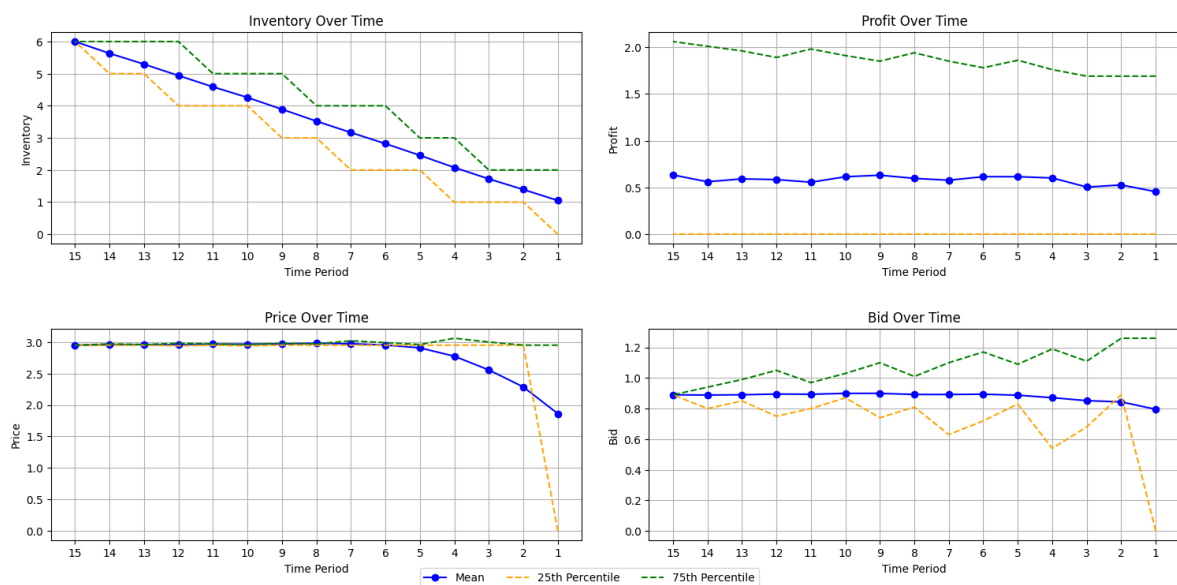 Inventory Over Time
6
5
4
3
2
1
0
Inventory
15 14 13 12 11 10 9 8 7 6 5 4 3 2 1
Time Period
Profit Over Time
2.0
1.5
1.0
0.5
0.0
Profit
15 14 13 12 11 10 9 8 7 6 5 4 3 2 1
Time Period
Price Over Time
3.0
2.5
2.0
1.5
1.0
0.5
0.0
Price
15 14 13 12 11 10 9 8 7 6 5 4 3 2 1
Time Period
Bid Over Time
1.2
1.0
0.8
0.6
0.4
0.2
0.0
Bid
15 14 13 12 11 10 9 8 7 6 5 4 3 2 1
Time Period
Mean 25th Percentile 75th Percentile